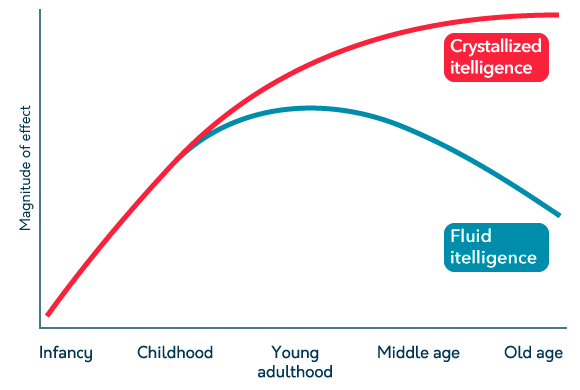 Crystallized
itelligence
Magnitude of effect
Fluid
itelligence
Infancy
Childhood
Young
adulthood
Middle age
Old age